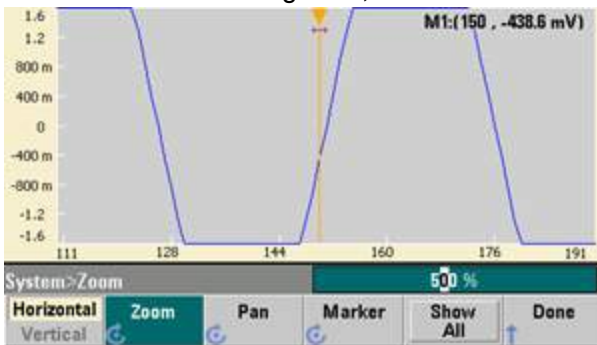 1.6
M1:(150 , -438.6 mV)
1.2
800 m
400 m
0
-400 m
-800 m
-1.2
-1.6
111 128 144 160 176 191
System>Zoom 500 %
Horizontal Zoom Pan Marker Show All Done
Vertical